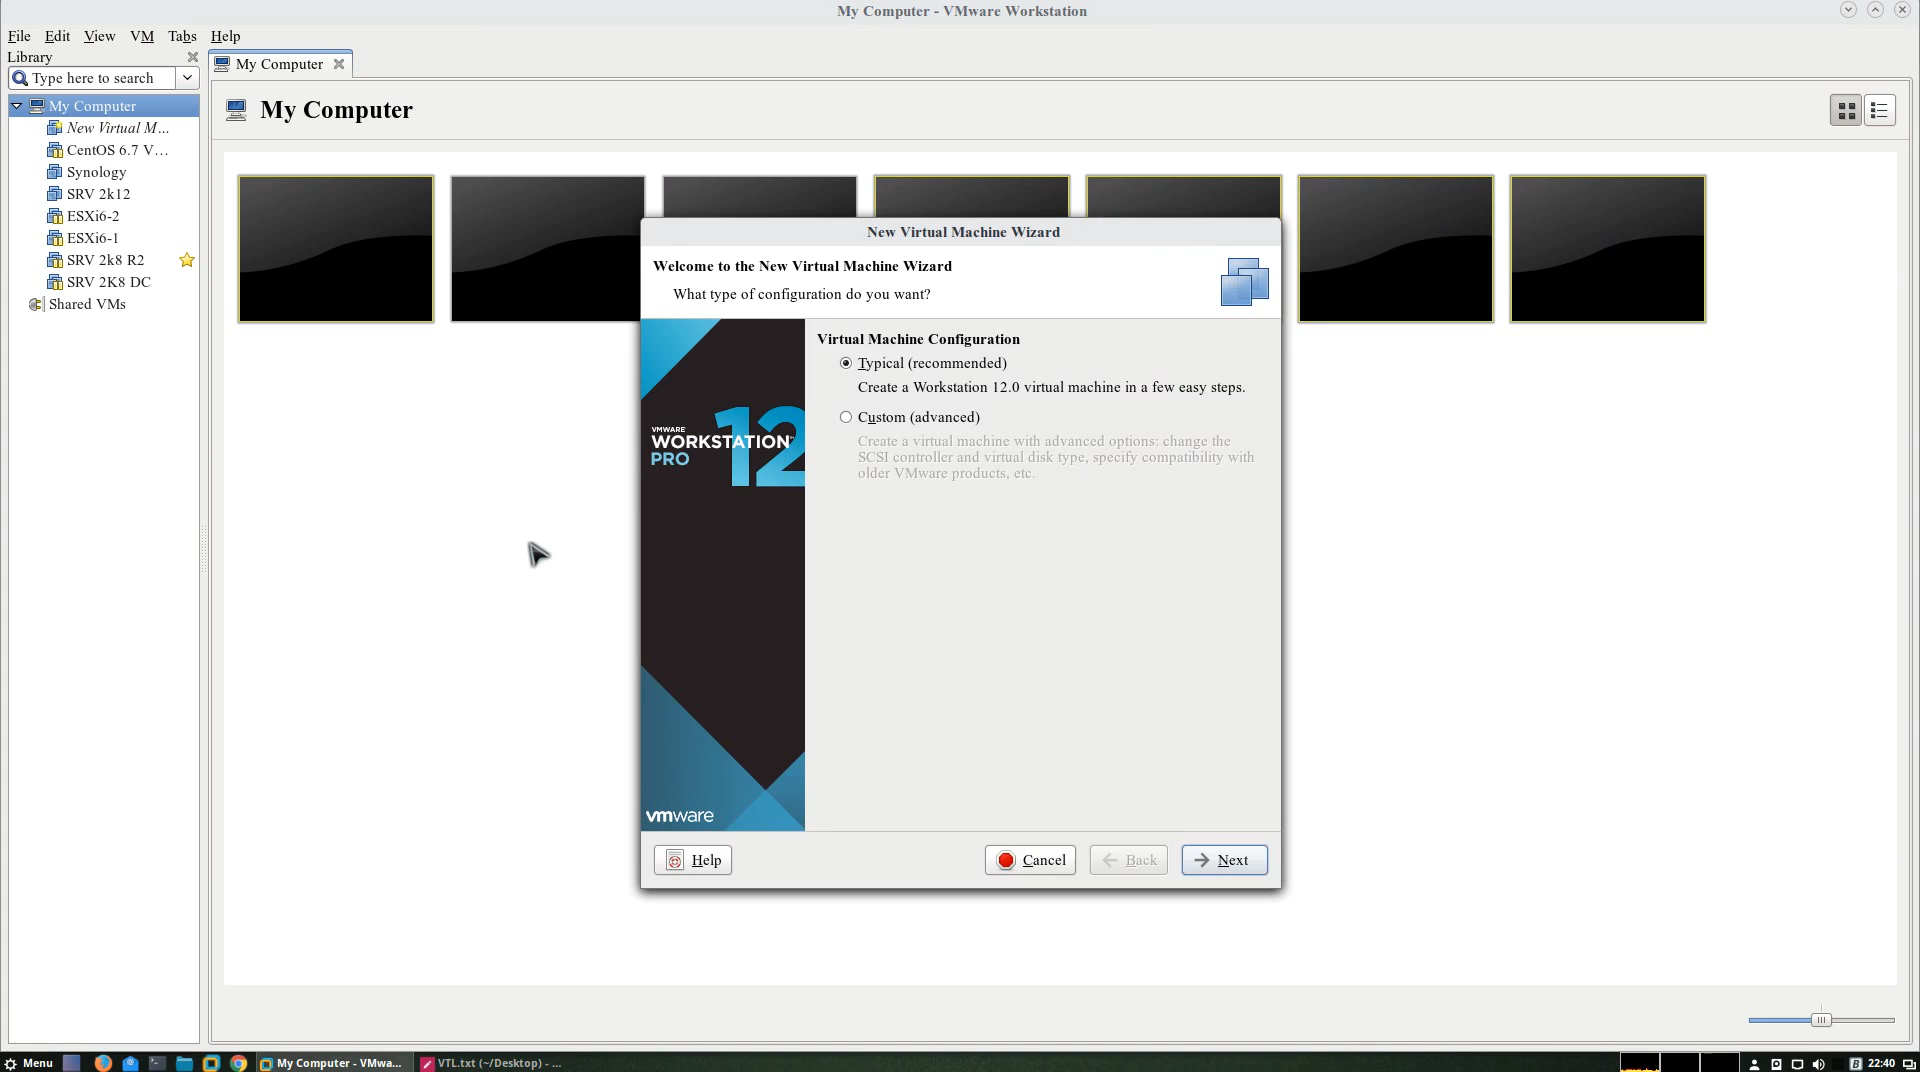 My Computer - VMware Workstation
File Edit View VM Tabs Help
Library
My Computer
Type here to search
My Computer
My Computer
New Virtual M...
CentOS 6.7 V...
Synology
SRV 2k12
ESXi6-2
ESXi6-1
SRV 2k8 R2
SRV 2K8 DC
Shared VMs
New Virtual Machine Wizard
Welcome to the New Virtual Machine Wizard
What type of configuration do you want?
VMWARE
WORKSTATION™
PRO
12
vmware
Virtual Machine Configuration
Typical (recommended)
Create a Workstation 12.0 virtual machine in a few easy steps.
Custom (advanced)
Create a virtual machine with advanced options: change the
SCSI controller and virtual disk type, specify compatibility with
older VMware products, etc.
Help Cancel Back Next
Menu My Computer - VMwa... VTL.txt (~/Desktop) - ... 22:40